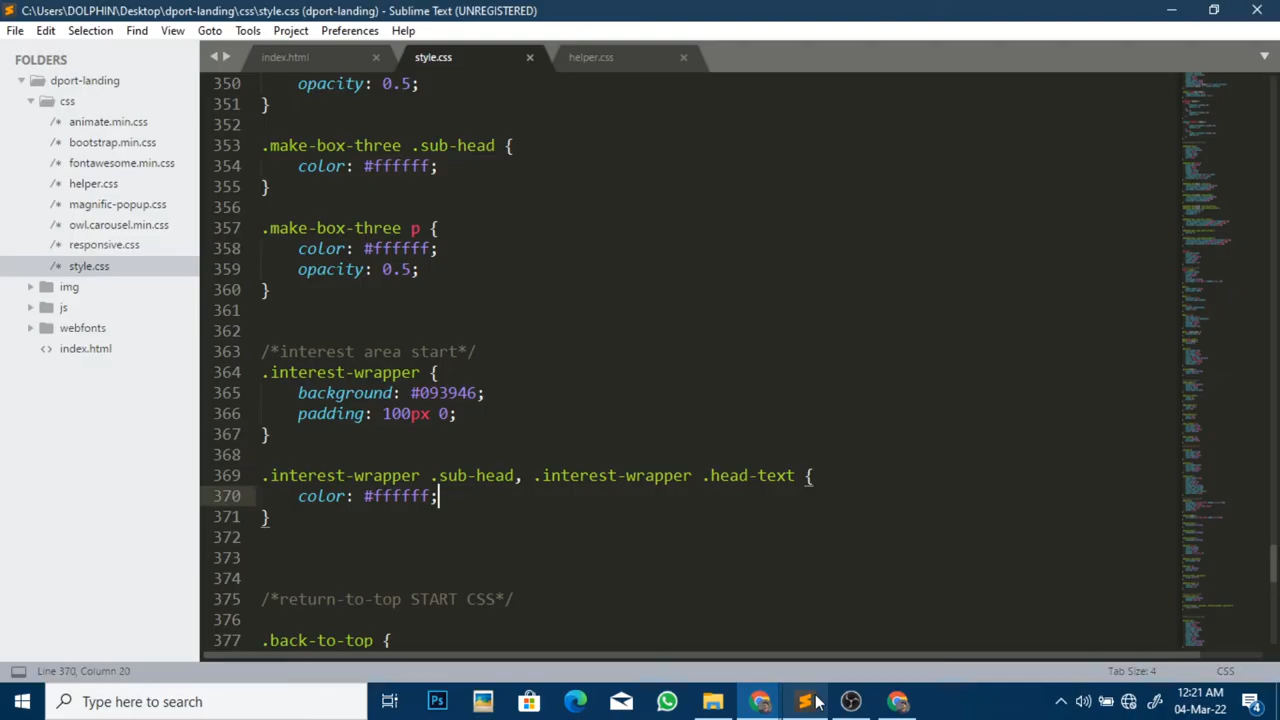 C:\Users\DOLPHIN\Desktop\dport-landing\css\style.css (dport-landing) - Sublime Text (UNREGISTERED)
File Edit Selection Find View Goto Tools Project Preferences Help
FOLDERS
dport-landing
css
/* animate.min.css
/* bootstrap.min.css
/* fontawesome.min.css
/* helper.css
/* magnific-popup.css
/* owl.carousel.min.css
/* responsive.css
/* style.css
img
js
webfonts
<> index.html
index.html style.css helper.css
350 opacity: 0.5;
351 }
352
353 .make-box-three .sub-head {
354 color: #ffffff;
355 }
356
357 .make-box-three p {
358 color: #ffffff;
359 opacity: 0.5;
360 }
361
362
363 /*interest area start*/
364 .interest-wrapper {
365 background: #093946;
366 padding: 100px 0;
367 }
368
369 .interest-wrapper .sub-head, .interest-wrapper .head-text {
370 color: #ffffff;
371 }
372
373
374
375 /*return-to-top START CSS*/
376
377 .back-to-top {
Line 370, Column 20 Tab Size: 4 CSS
Type here to search
Ps
12:21 AM
04-Mar-22
4